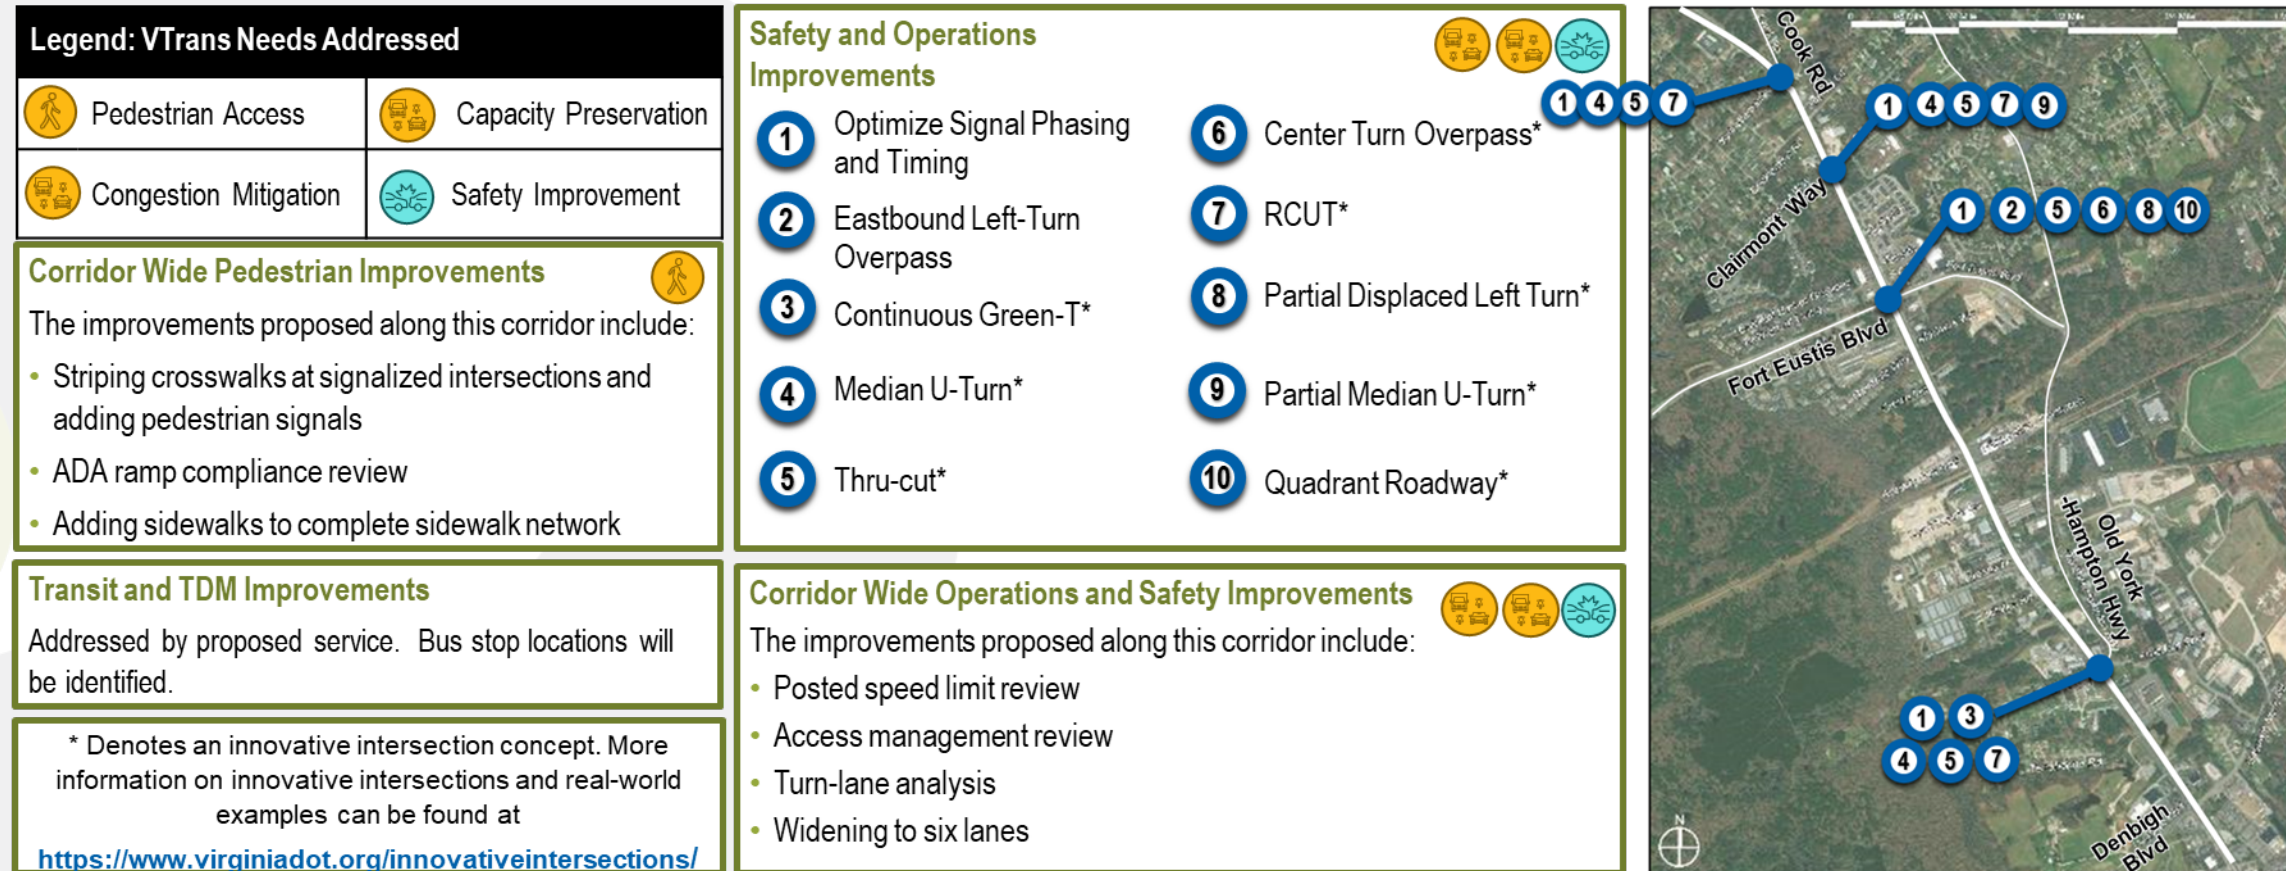 Legend: VTrans Needs Addressed
Pedestrian Access
Capacity Preservation
Congestion Mitigation
Safety Improvement
Corridor Wide Pedestrian Improvements
The improvements proposed along this corridor include:
• Striping crosswalks at signalized intersections and
adding pedestrian signals
• ADA ramp compliance review
• Adding sidewalks to complete sidewalk network
Transit and TDM Improvements
Addressed by proposed service. Bus stop locations will
be identified.
* Denotes an innovative intersection concept. More
information on innovative intersections and real-world
examples can be found at
https://www.virginiadot.org/innovativeintersections/
Safety and Operations
Improvements
1 Optimize Signal Phasing
and Timing
2 Eastbound Left-Turn
Overpass
3 Continuous Green-T*
4 Median U-Turn*
5 Thru-cut*
6 Center Turn Overpass*
7 RCUT*
8 Partial Displaced Left Turn*
9 Partial Median U-Turn*
10 Quadrant Roadway*
Corridor Wide Operations and Safety Improvements
The improvements proposed along this corridor include:
• Posted speed limit review
• Access management review
• Turn-lane analysis
• Widening to six lanes
Cook Rd
1 4 5 7
1 4 5 7 9
Clairmont Way
1 2 5 6 8 10
Fort Eustis Blvd
Old York
-Hampton Hwy
1 3
4 5 7
Denbigh
Blvd
N